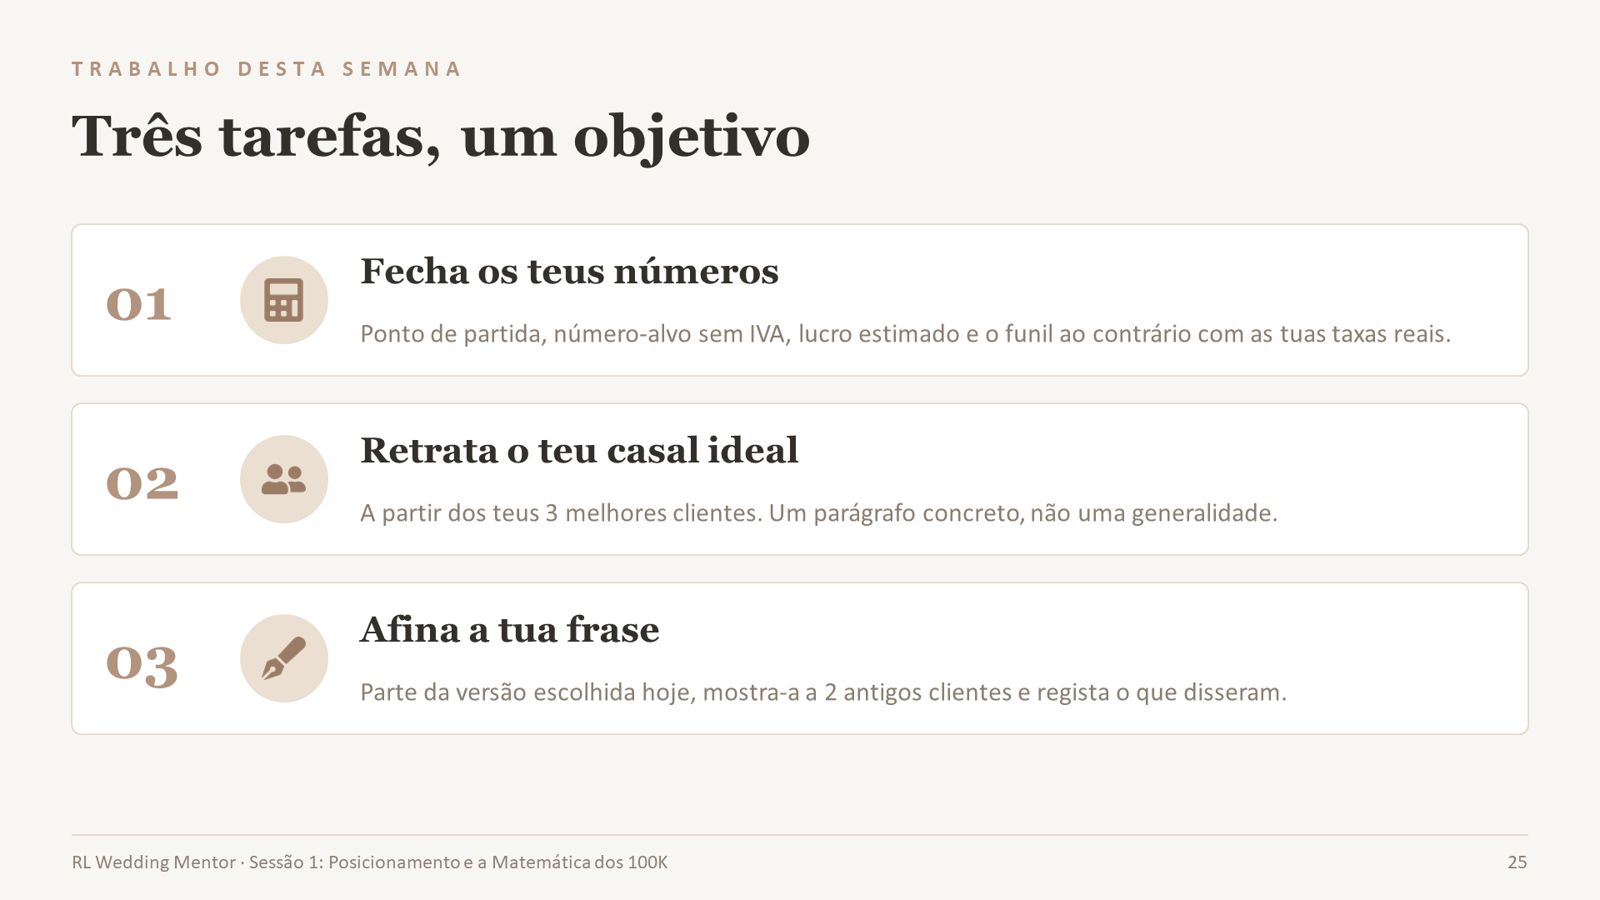 TRABALHO DESTA SEMANA
Três tarefas, um objetivo
01
Fecha os teus números
Ponto de partida, número-alvo sem IVA, lucro estimado e o funil ao contrário com as tuas taxas reais.
02
Retrata o teu casal ideal
A partir dos teus 3 melhores clientes. Um parágrafo concreto, não uma generalidade.
03
Afina a tua frase
Parte da versão escolhida hoje, mostra-a a 2 antigos clientes e regista o que disseram.
RL Wedding Mentor · Sessão 1: Posicionamento e a Matemática dos 100K
25